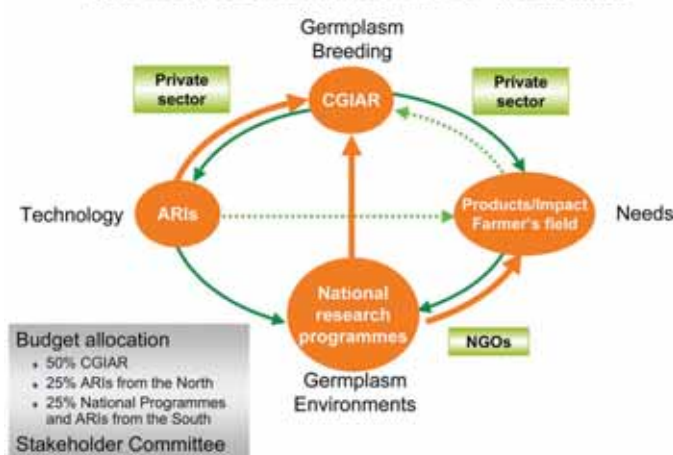 Germplasm
Breeding
Private
sector
CGIAR
Private
sector
Technology
ARIs
Products/Impact
Farmer's field
Needs
National
research
programmes
NGOs
Germplasm
Environments
Budget allocation
• 50% CGIAR
• 25% ARIs from the North
• 25% National Programmes
and ARIs from the South
Stakeholder Committee